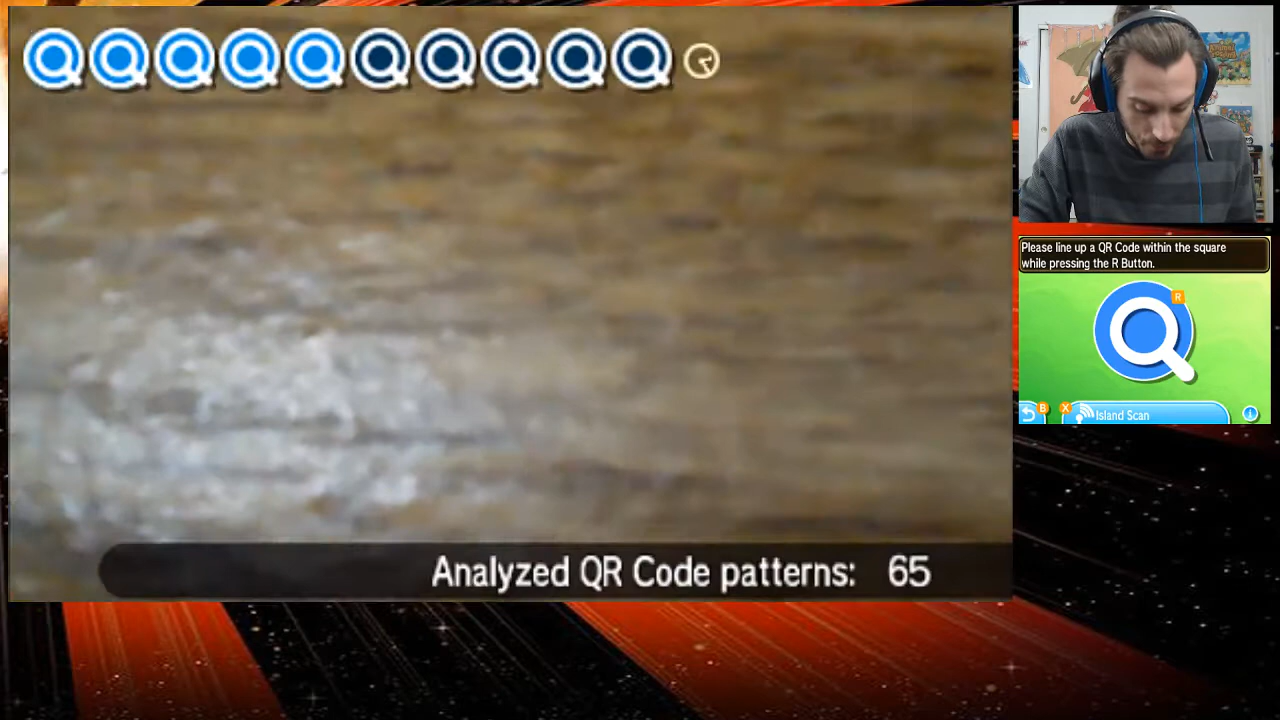 Analyzed QR Code patterns: 65
Please line up a QR Code within the square
while pressing the R Button.
R
B
X
Island Scan
i